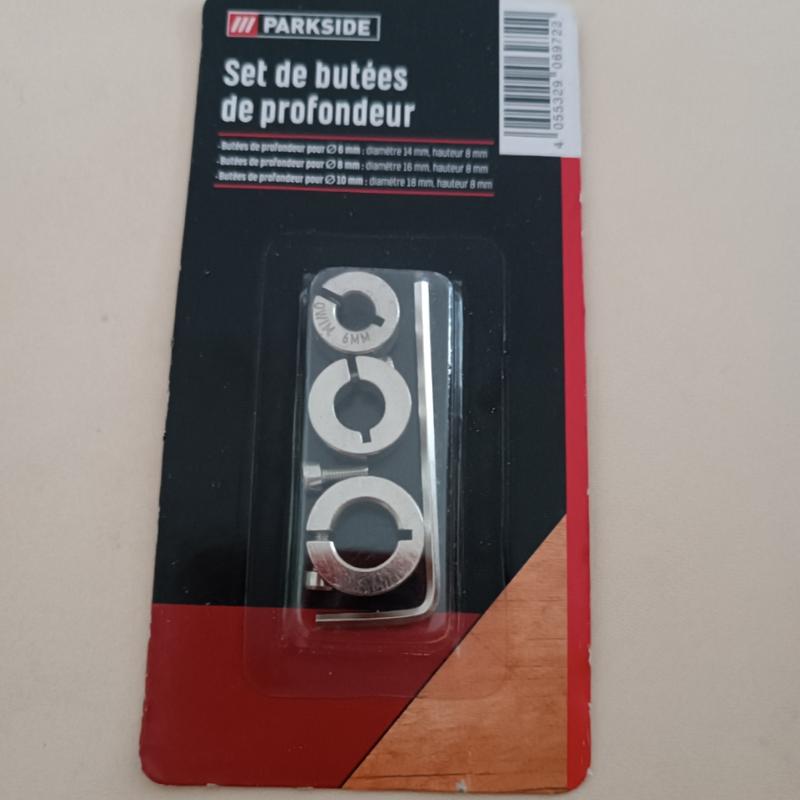 PARKSIDE
Set de butées
de profondeur
- Butées de profondeur pour Ø 6 mm : diamètre 14 mm, hauteur 8 mm
- Butées de profondeur pour Ø 8 mm : diamètre 16 mm, hauteur 8 mm
- Butées de profondeur pour Ø 10 mm : diamètre 18 mm, hauteur 8 mm
4 055329 069723
6MM